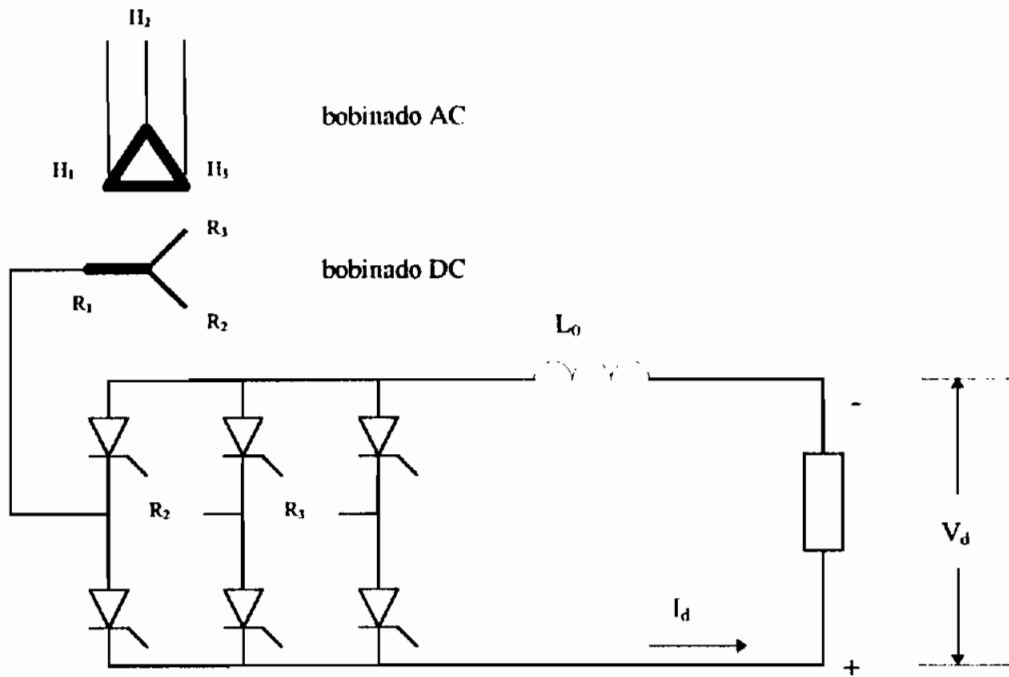 H₂
bobinado AC
H₁
H₃
R₃
bobinado DC
R₁
R₂
L₀
-
R₂
R₃
V_d
I_d
+